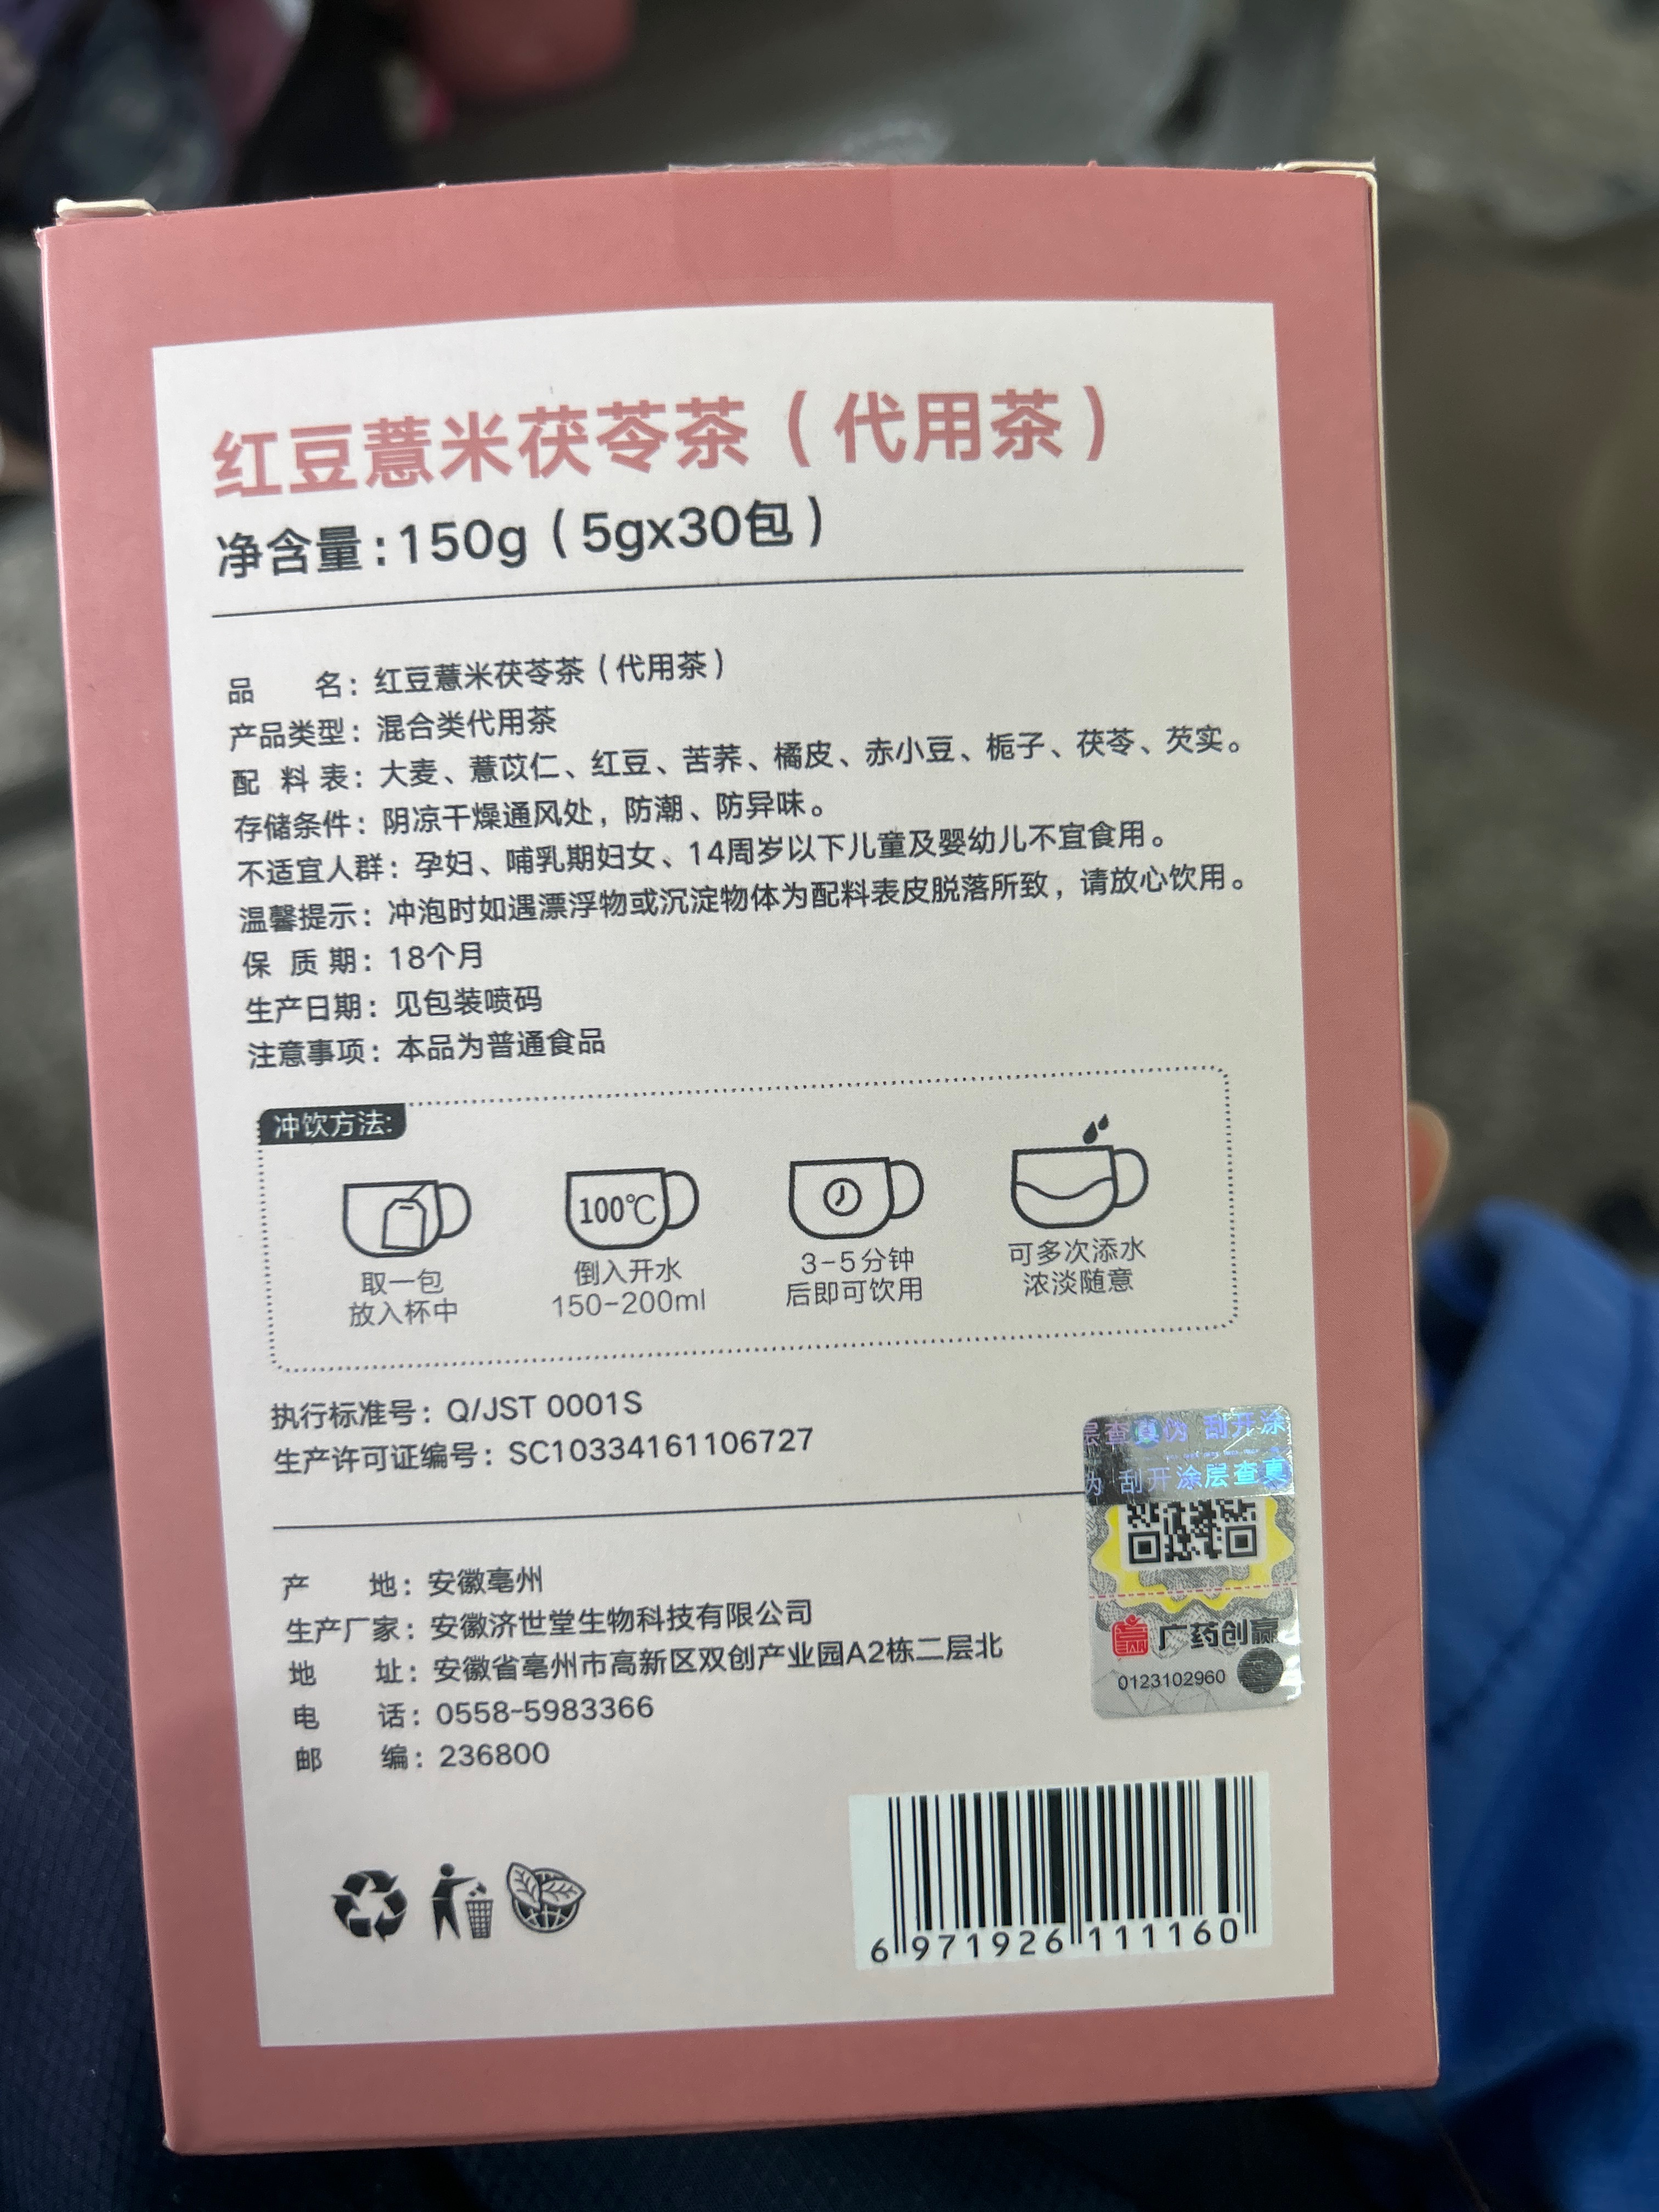 红豆薏米茯苓茶（代用茶）
净含量:150g（5gx30包）
品 名：红豆薏米茯苓茶（代用茶）
产品类型：混合类代用茶
配 料 表：大麦、薏苡仁、红豆、苦荞、橘皮、赤小豆、栀子、茯苓、芡实。
存储条件：阴凉干燥通风处，防潮、防异味。
不适宜人群：孕妇、哺乳期妇女、14周岁以下儿童及婴幼儿不宜食用。
温馨提示：冲泡时如遇漂浮物或沉淀物体为配料表皮脱落所致，请放心饮用。
保 质 期：18个月
生产日期：见包装喷码
注意事项：本品为普通食品
冲饮方法:
100℃
取一包
放入杯中
倒入开水
150-200ml
3-5分钟
后即可饮用
可多次添水
浓淡随意
执行标准号：Q/JST 0001S
生产许可证编号：SC10334161106727
层查真伪 刮开涂
伪 刮开涂层查真
产 地：安徽亳州
生产厂家：安徽济世堂生物科技有限公司
地 址：安徽省亳州市高新区双创产业园A2栋二层北
电 话：0558-5983366
邮 编：236800
广药创赢
0123102960
6 971926 111160